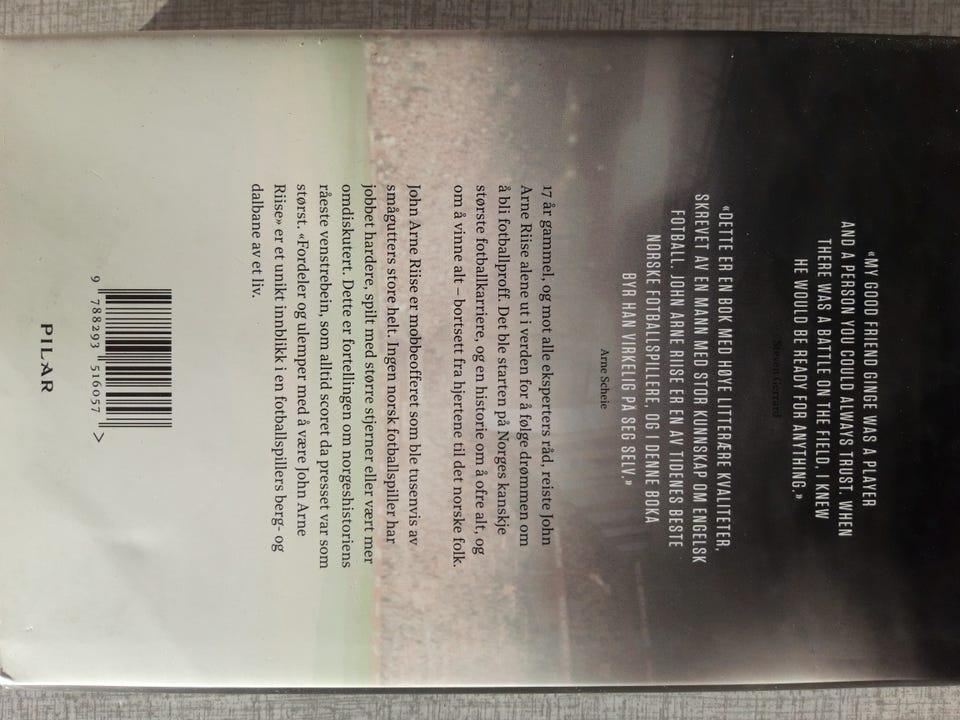 «MY GOOD FRIEND GINGE WAS A PLAYER
AND A PERSON YOU COULD ALWAYS TRUST. WHEN
THERE WAS A BATTLE ON THE FIELD, I KNEW
HE WOULD BE READY FOR ANYTHING.»
Steven Gerrard
«DETTE ER EN BOK MED HØYE LITTERÆRE KVALITETER,
SKREVET AV EN MANN MED STOR KUNNSKAP OM ENGELSK
FOTBALL. JOHN ARNE RIISE ER EN AV TIDENES BESTE
NORSKE FOTBALLSPILLERE, OG I DENNE BOKA
BYR HAN VIRKELIG PÅ SEG SELV.»
Arne Scheie
17 år gammel, og mot alle eksperters råd, reiste John
Arne Riise alene ut i verden for å følge drømmen om
å bli fotballproff. Det ble starten på Norges kanskje
største fotballkarriere, og en historie om å ofre alt, og
om å vinne alt – bortsett fra hjertene til det norske folk.
John Arne Riise er mobbeofferet som ble tusenvis av
smågutters store helt. Ingen norsk fotballspiller har
jobbet hardere, spilt med større stjerner eller vært mer
omdiskutert. Dette er fortellingen om norgeshistoriens
råeste venstrebein, som alltid scoret da presset var som
størst. «Fordeler og ulemper med å være John Arne
Riise» er et unikt innblikk i en fotballspillers berg- og
dalbane av et liv.
9 788293 516057 >
PILAR